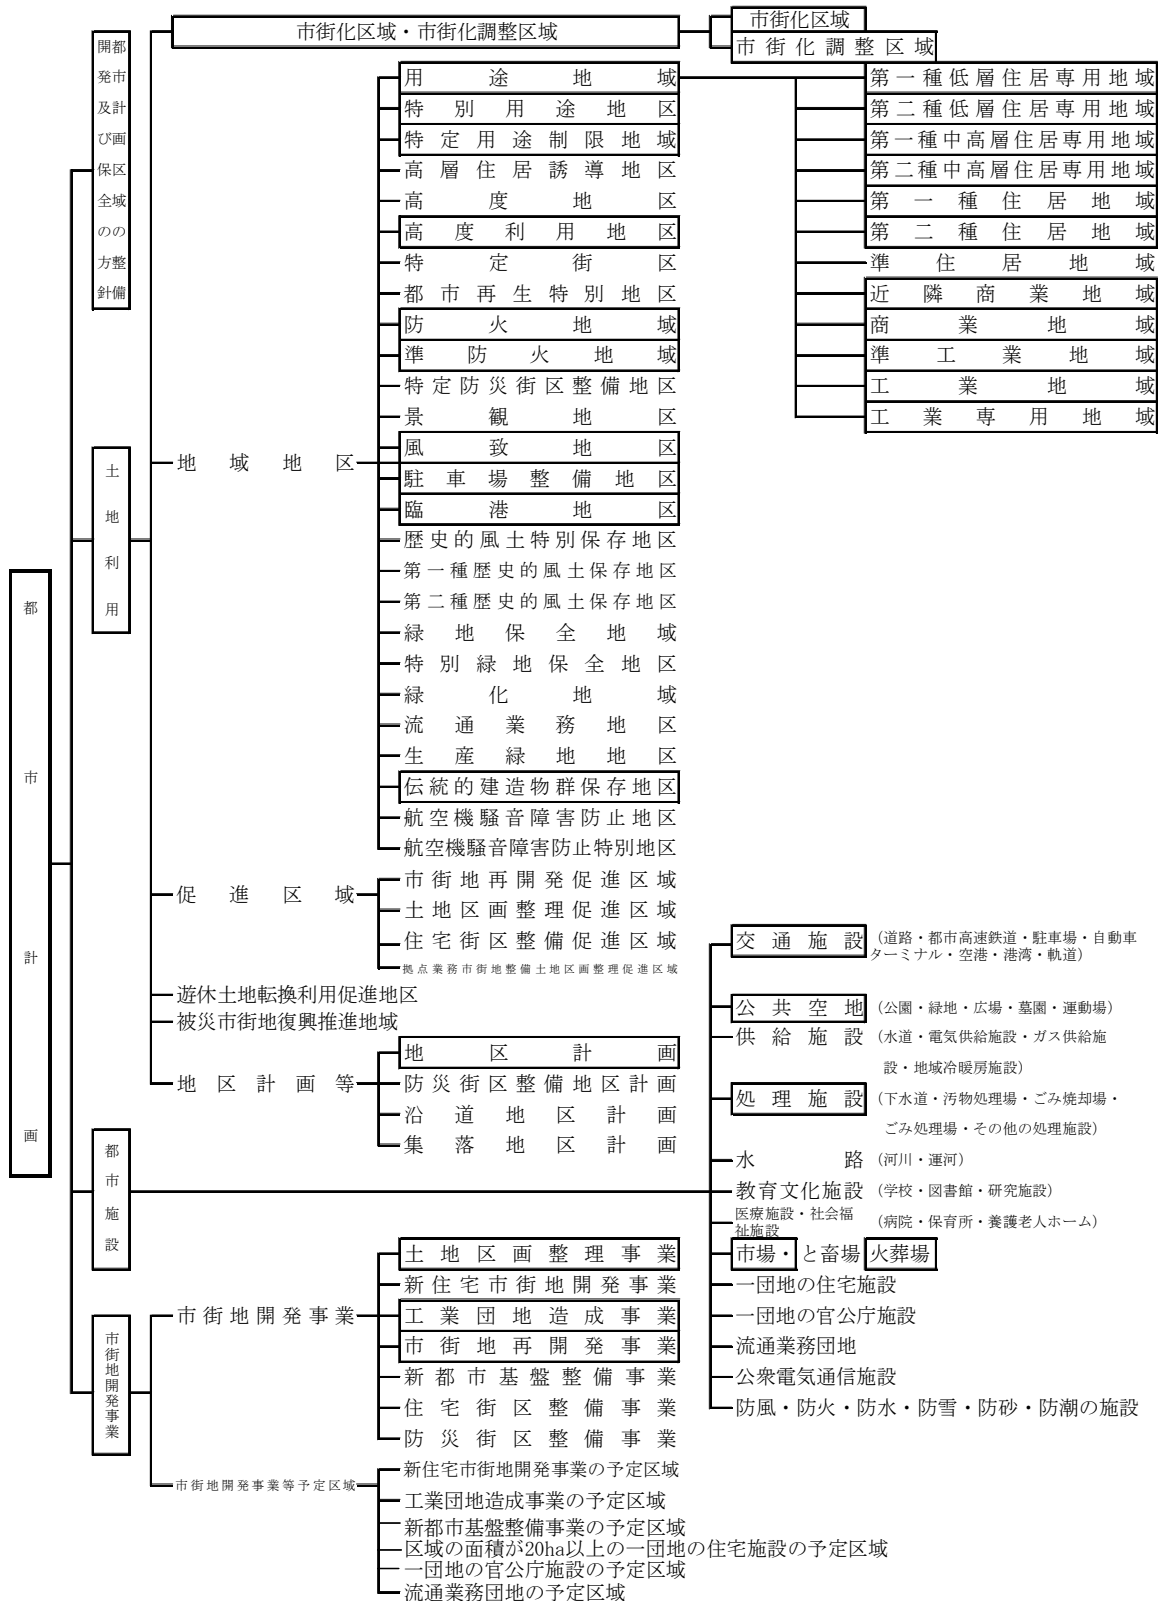 都市計画
都市計画区域の整備
開発及び保全の方針
土地利用
都市施設
市街地開発事業
市街化区域・市街化調整区域
市街化区域
市街化調整区域
地域地区
用途地域
特別用途地区
特定用途制限地域
高層住居誘導地区
高度地区
高度利用地区
特定街区
都市再生特別地区
防火地域
準防火地域
特定防災街区整備地区
景観地区
風致地区
駐車場整備地区
臨港地区
歴史的風土特別保存地区
第一種歴史的風土保存地区
第二種歴史的風土保存地区
緑地保全地域
特別緑地保全地区
緑化地域
流通業務地区
生産緑地地区
伝統的建造物群保存地区
航空機騒音障害防止地区
航空機騒音障害防止特別地区
第一種低層住居専用地域
第二種低層住居専用地域
第一種中高層住居専用地域
第二種中高層住居専用地域
第一種住居地域
第二種住居地域
準住居地域
近隣商業地域
商業地域
準工業地域
工業地域
工業専用地域
促進区域
市街地再開発促進区域
土地区画整理促進区域
住宅街区整備促進区域
拠点業務市街地整備土地区画整理促進区域
遊休土地転換利用促進地区
被災市街地復興推進地域
地区計画等
地区計画
防災街区整備地区計画
沿道地区計画
集落地区計画
交通施設
(道路・都市高速鉄道・駐車場・自動車
ターミナル・空港・港湾・軌道)
公共空地
(公園・緑地・広場・墓園・運動場)
供給施設
(水道・電気供給施設・ガス供給施
設・地域冷暖房施設)
処理施設
(下水道・汚物処理場・ごみ焼却場・
ごみ処理場・その他の処理施設)
水路
(河川・運河)
教育文化施設
(学校・図書館・研究施設)
医療施設・社会福
祉施設
(病院・保育所・養護老人ホーム)
市場・と畜場 火葬場
一団地の住宅施設
一団地の官公庁施設
流通業務団地
公衆電気通信施設
防風・防火・防水・防雪・防砂・防潮の施設
市街地開発事業
土地区画整理事業
新住宅市街地開発事業
工業団地造成事業
市街地再開発事業
新都市基盤整備事業
住宅街区整備事業
防災街区整備事業
市街地開発事業等予定区域
新住宅市街地開発事業の予定区域
工業団地造成事業の予定区域
新都市基盤整備事業の予定区域
区域の面積が20ha以上の一団地の住宅施設の予定区域
一団地の官公庁施設の予定区域
流通業務団地の予定区域